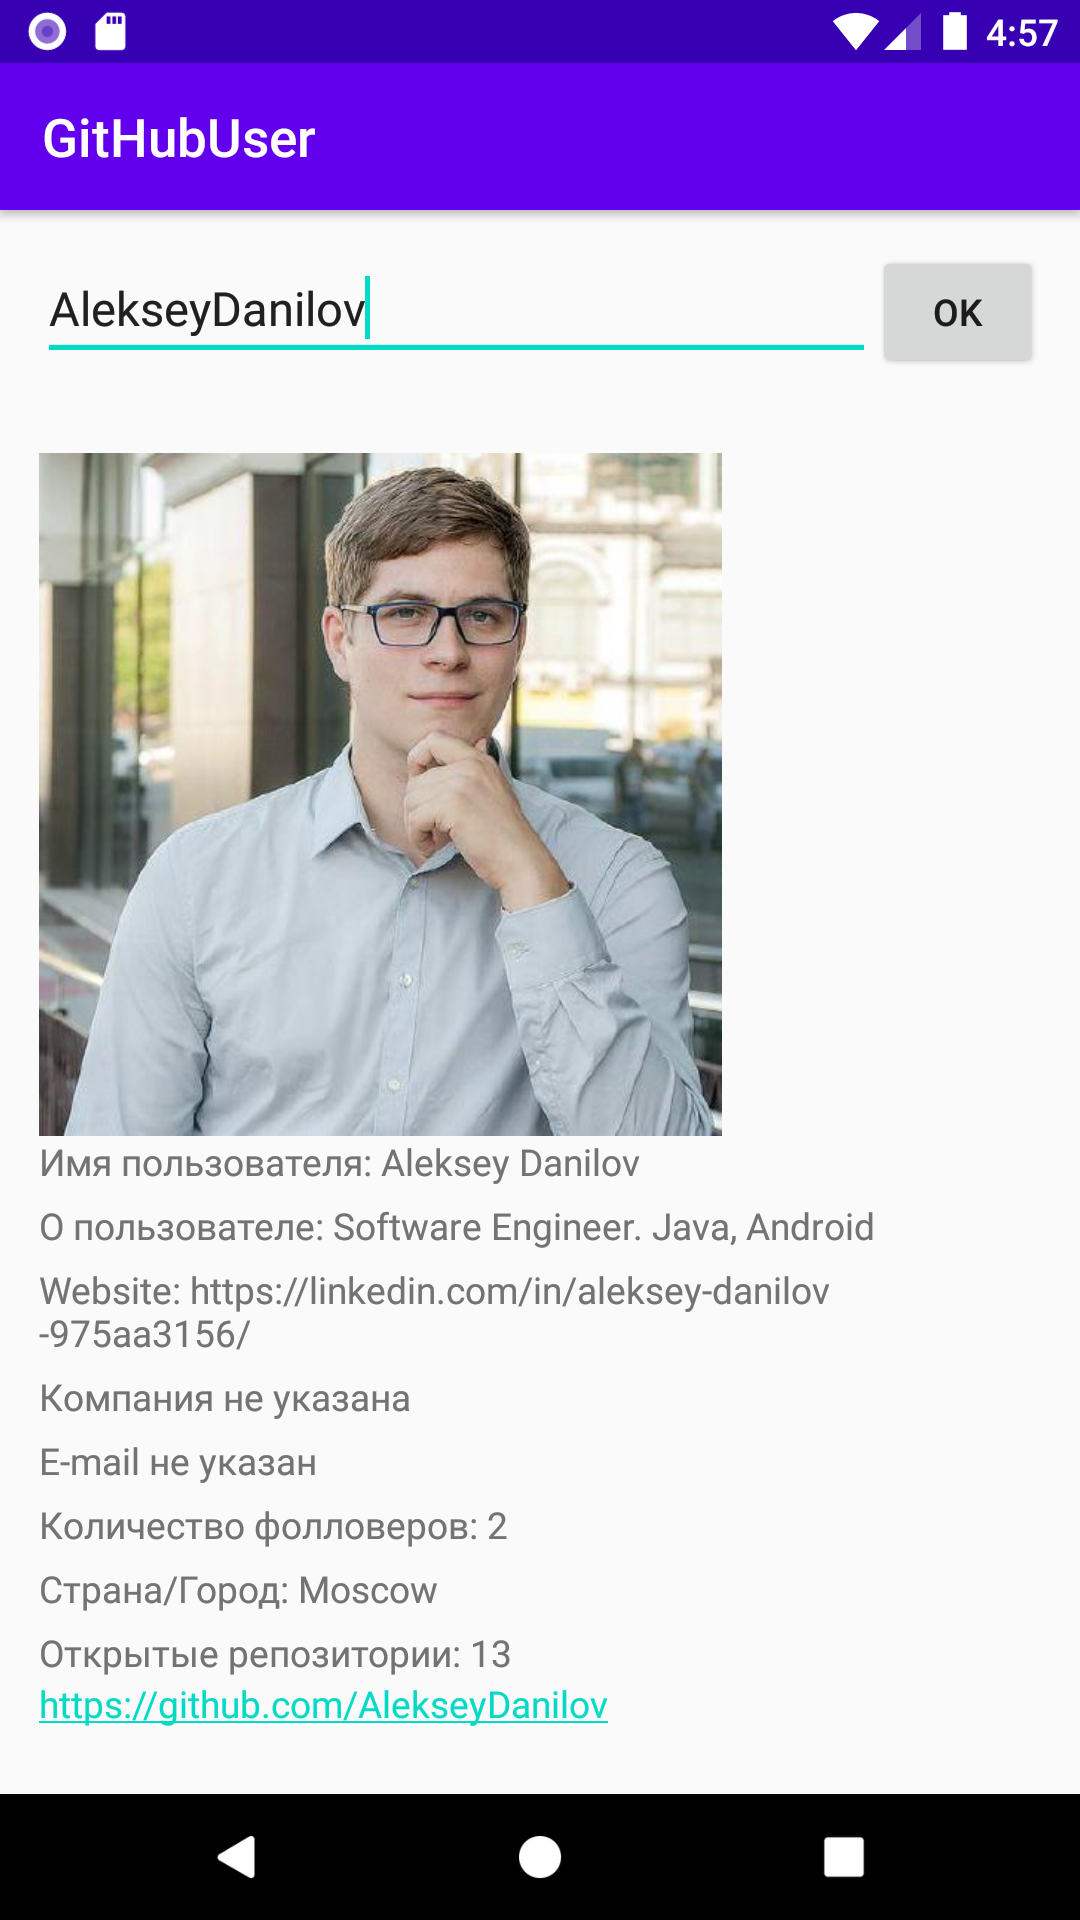 4:57
GitHubUser
AlekseyDanilov
OK
Имя пользователя: Aleksey Danilov
О пользователе: Software Engineer. Java, Android
Website: https://linkedin.com/in/aleksey-danilov
-975aa3156/
Компания не указана
E-mail не указан
Количество фолловеров: 2
Страна/Город: Moscow
Открытые репозитории: 13
https://github.com/AlekseyDanilov